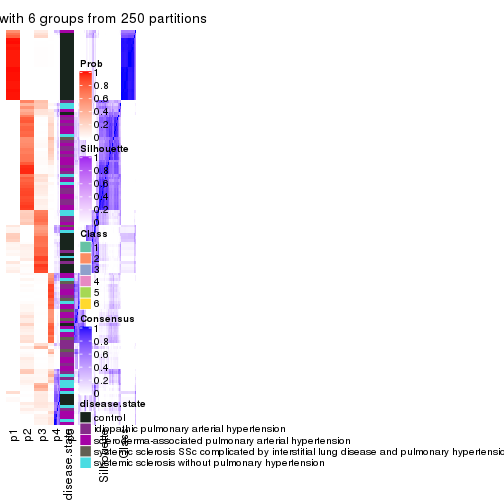 with 6 groups from 250 partitions
Prob
1
0.8
0.6
0.4
0.2
0
Silhouette
1
0.8
0.6
0.4
0.2
0
Class
1
2
3
4
5
6
Consensus
1
0.8
0.6
0.4
0.2
0
disease.state
control
idiopathic pulmonary arterial hypertension
scleroderma-associated pulmonary arterial hypertension
systemic sclerosis SSc complicated by interstitial lung disease and pulmonary hypertensio
systemic sclerosis without pulmonary hypertension
p1
p2
p3
p4
disease.state
Silhouette
Class